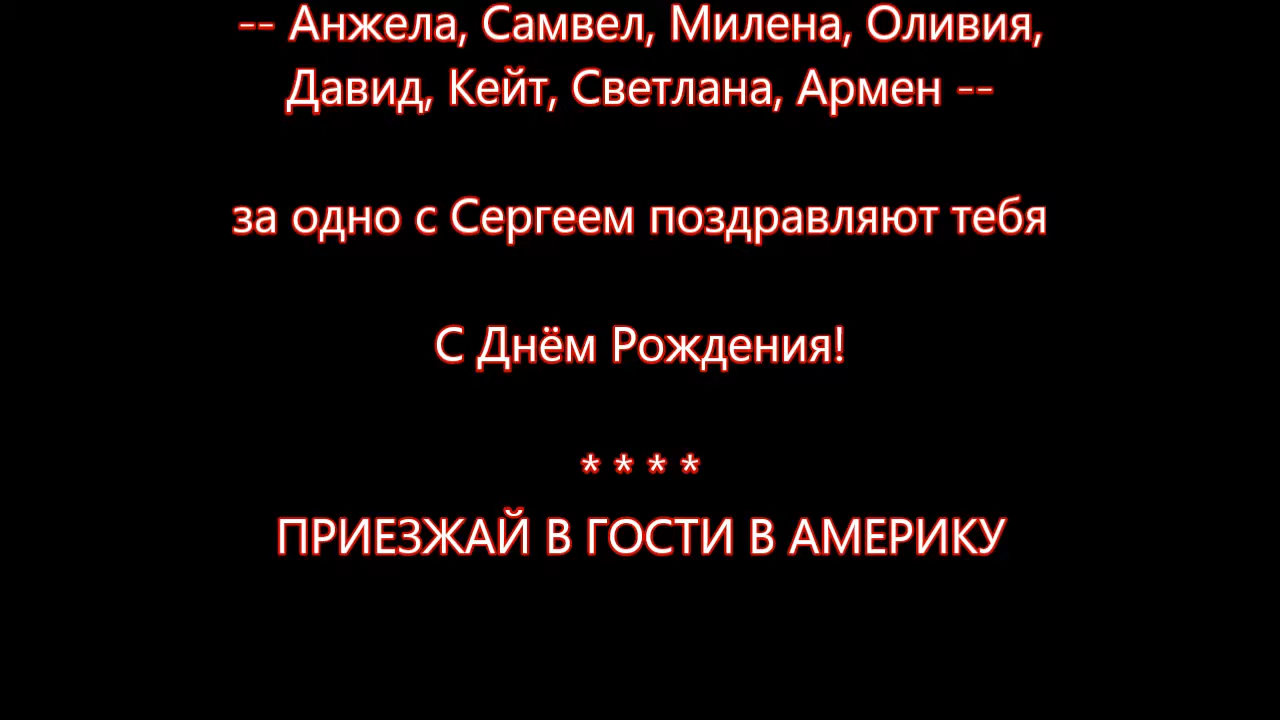 -- Анжела, Самвел, Милена, Оливия,
Давид, Кейт, Светлана, Армен --
за одно с Сергеем поздравляют тебя
С Днём Рождения!
* * * *
ПРИЕЗЖАЙ В ГОСТИ В АМЕРИКУ